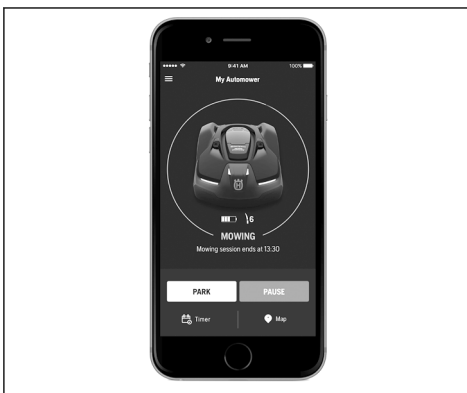 9:41 AM 100%
My Automower
6
MOWING
Mowing session ends at 13:30
PARK PAUSE
Timer Map